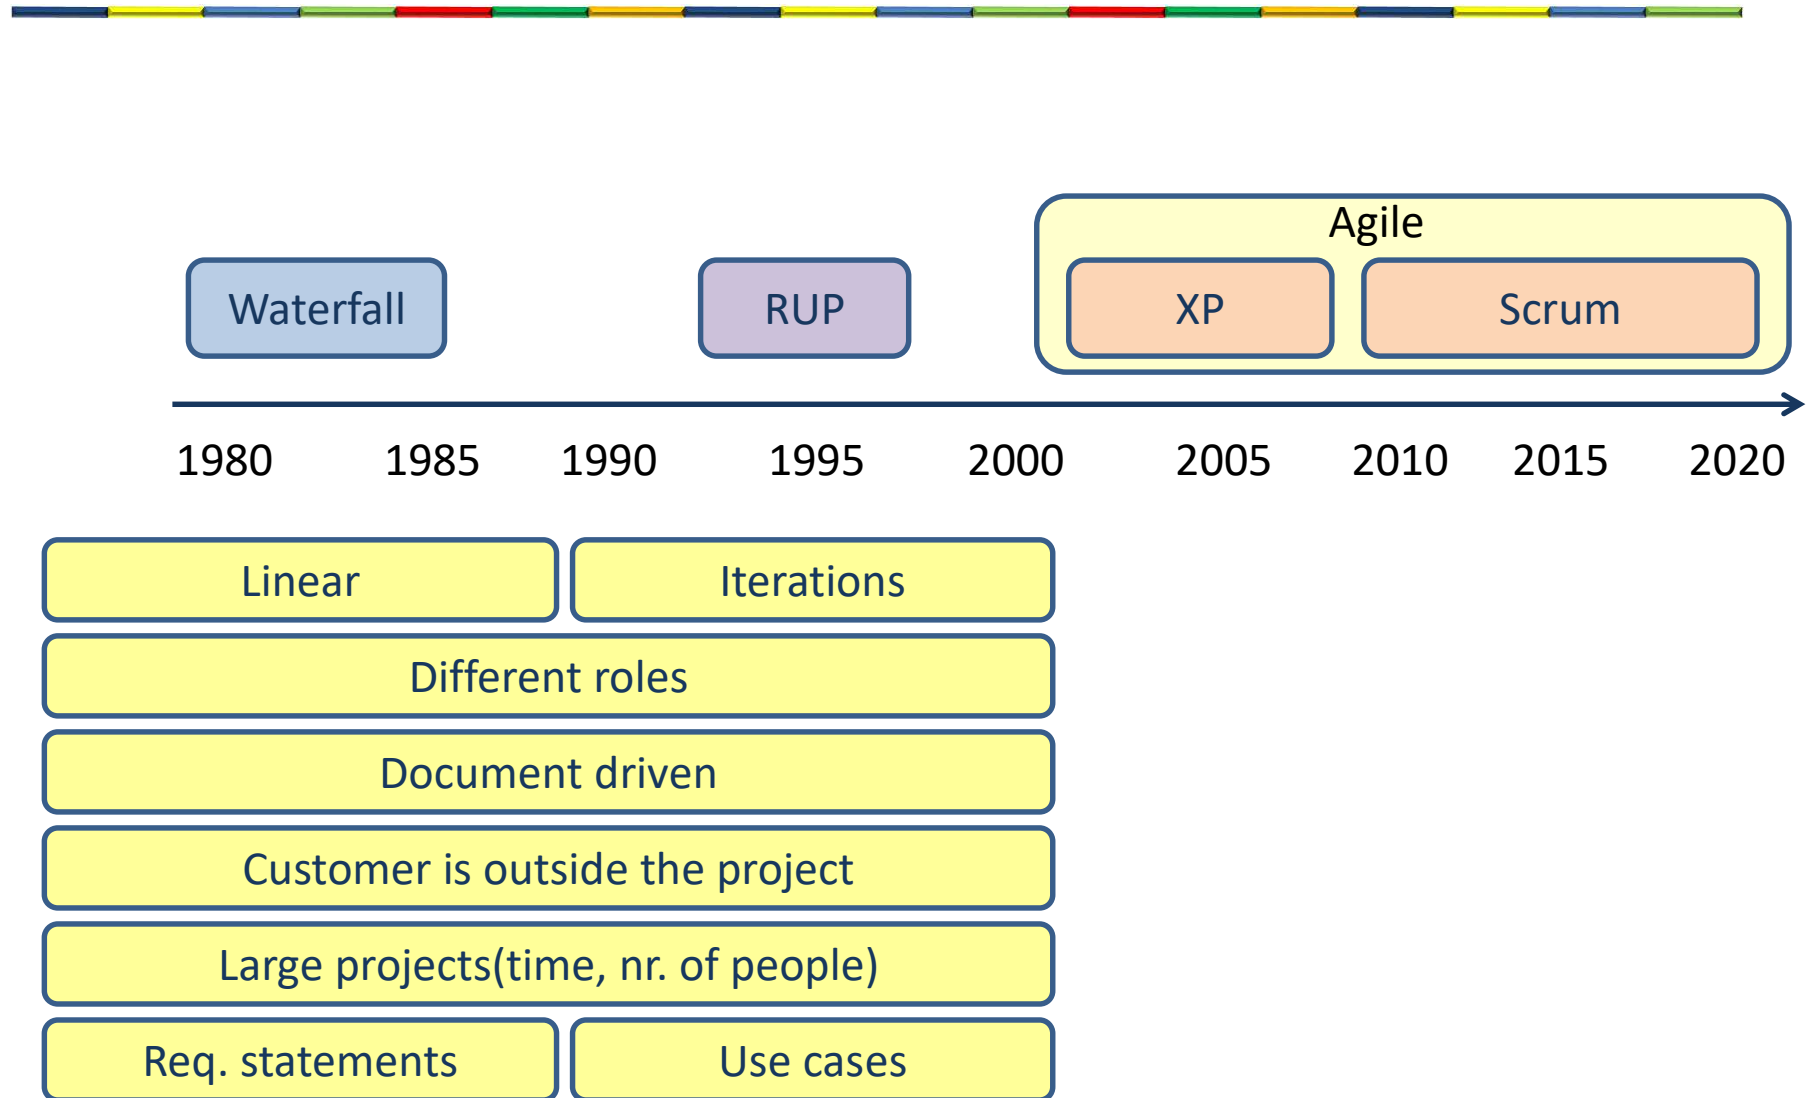 Agile
Waterfall RUP XP Scrum
1980 1985 1990 1995 2000 2005 2010 2015 2020
Linear Iterations
Different roles
Document driven
Customer is outside the project
Large projects(time, nr. of people)
Req. statements Use cases